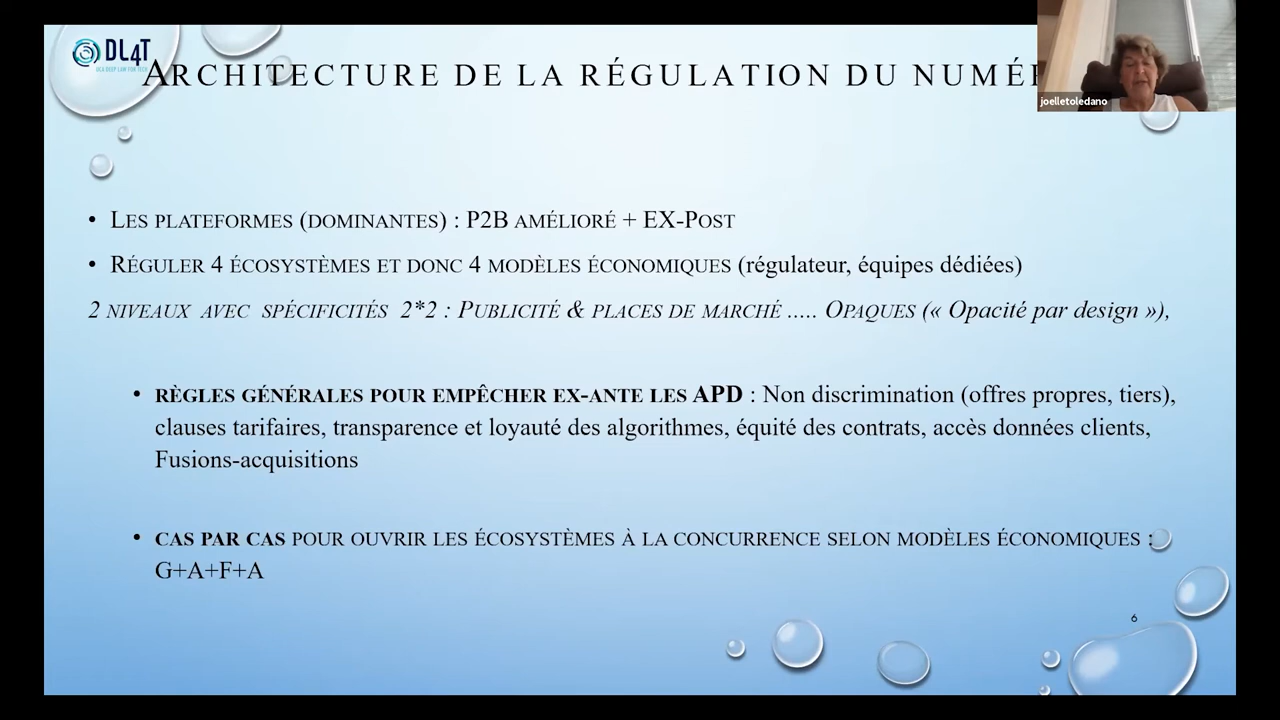 DL4T
ARCHITECTURE DE LA RÉGULATION DU NUMÉ
joelletoledano
• LES PLATEFORMES (DOMINANTES) : P2B AMÉLIORÉ + EX-POST
• RÉGULER 4 ÉCOSYSTÈMES ET DONC 4 MODÈLES ÉCONOMIQUES (régulateur, équipes dédiées)
2 NIVEAUX AVEC SPÉCIFICITÉS 2*2 : PUBLICITÉ & PLACES DE MARCHÉ ..... OPAQUES (« Opacité par design »),
• RÈGLES GÉNÉRALES POUR EMPÊCHER EX-ANTE LES APD : Non discrimination (offres propres, tiers),
clauses tarifaires, transparence et loyauté des algorithmes, équité des contrats, accès données clients,
Fusions-acquisitions
• CAS PAR CAS POUR OUVRIR LES ÉCOSYSTÈMES À LA CONCURRENCE SELON MODÈLES ÉCONOMIQUES :
G+A+F+A
6